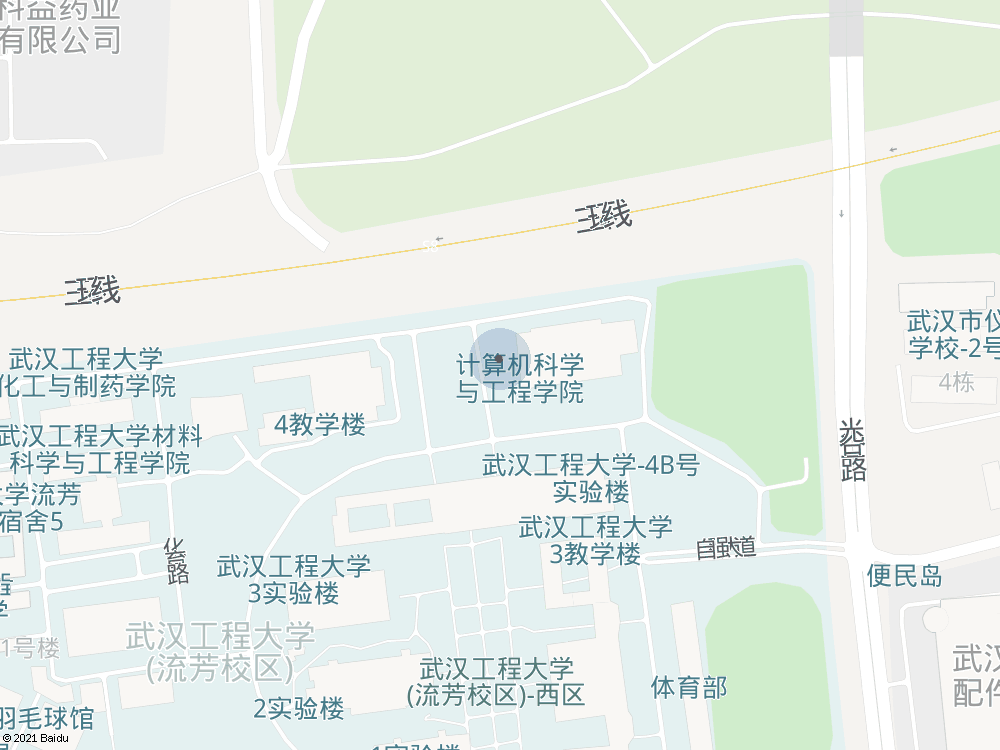 科益药业
有限公司
S5
武汉工程大学
化工与制药学院
计算机科学
与工程学院
4教学楼
武汉工程大学材料
科学与工程学院
大学流芳
宿舍5
武汉工程大学-4B号
实验楼
武汉工程大学
3教学楼
武汉工程大学
3实验楼
自强大道
光谷路
武汉市仪
学校-2号
4栋
便民岛
1号楼
武汉工程大学
(流芳校区)
武汉工程大学
(流芳校区)-西区
2实验楼
体育部
羽毛球馆
1实验楼
武汉
配件
© 2021 Baidu